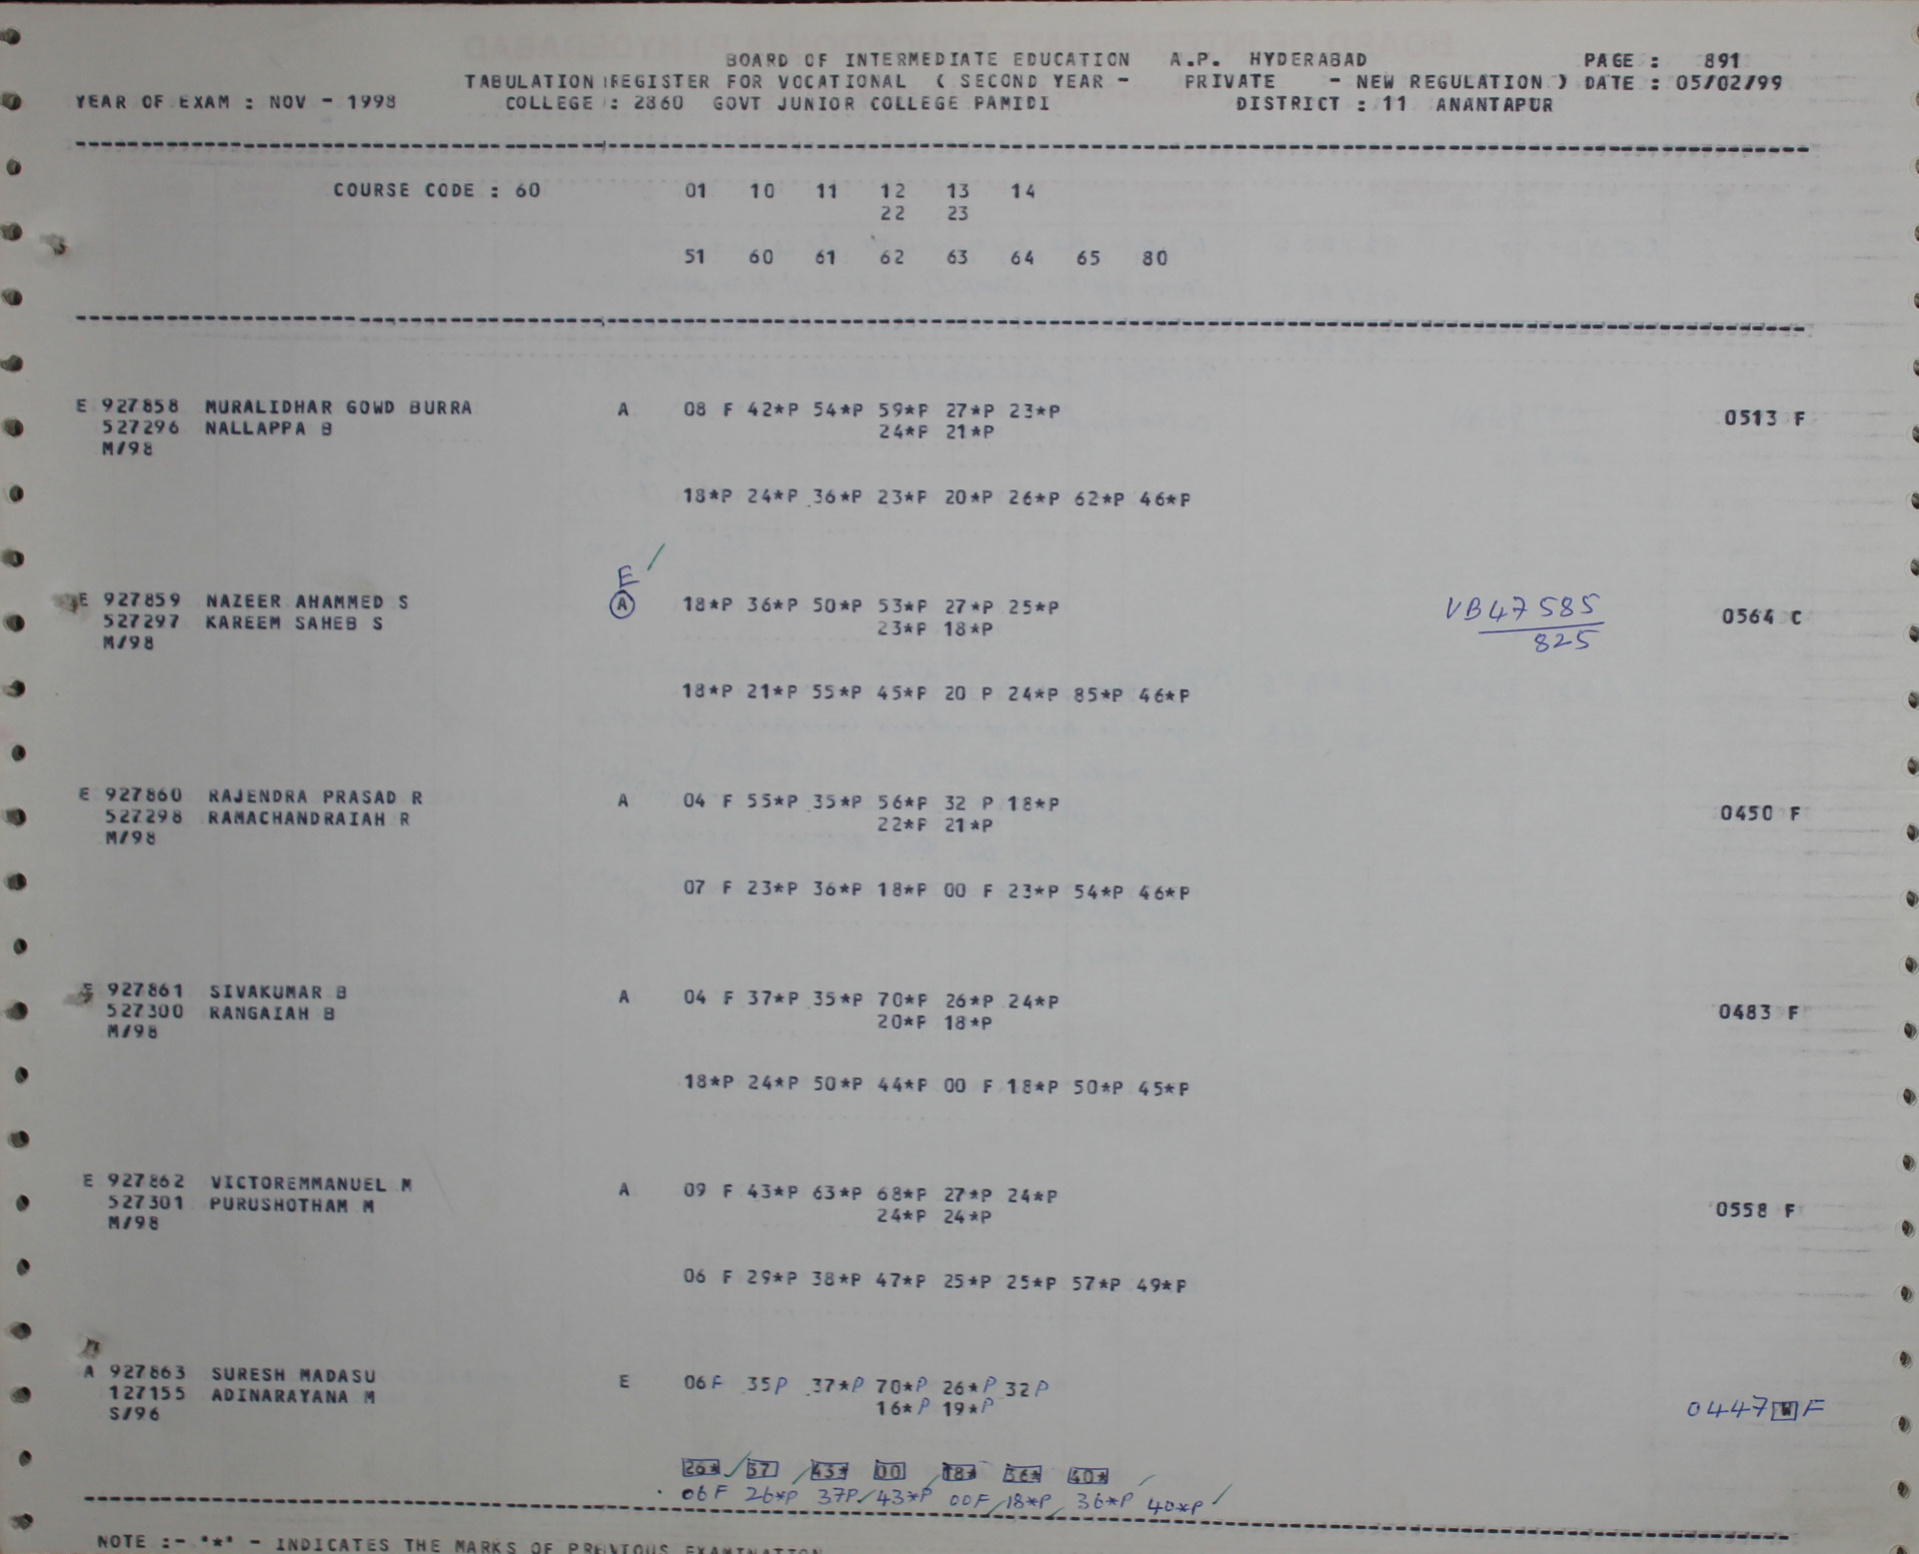 BOARD OF INTERMEDIATE EDUCATION A.P. HYDERABAD PAGE : 891
TABULATION REGISTER FOR VOCATIONAL ( SECOND YEAR - PRIVATE - NEW REGULATION ) DATE : 05/02/99
YEAR OF EXAM : NOV - 1998 COLLEGE : 2860 GOVT JUNIOR COLLEGE PAMIDI DISTRICT : 11 ANANTAPUR
COURSE CODE : 60 01 10 11 12 13 14
22 23
51 60 61 62 63 64 65 80
E 927858 MURALIDHAR GOWD BURRA A 08 F 42*P 54*P 59*P 27*P 23*P
527296 NALLAPPA B 24*P 21*P 0513 F
M/98
18*P 24*P 36*P 23*P 20*P 26*P 62*P 46*P
E
E 927859 NAZEER AHAMMED S A 18*P 36*P 50*P 53*P 27*P 25*P VB47585
527297 KAREEM SAHEB S 23*P 18*P 825 0564 C
M/98
18*P 21*P 55*P 45*P 20 P 24*P 85*P 46*P
E 927860 RAJENDRA PRASAD R A 04 F 55*P 35*P 56*P 32 P 18*P
527298 RAMACHANDRAIAH R 22*P 21*P 0450 F
M/98
07 F 23*P 36*P 18*P 00 F 23*P 54*P 46*P
E 927861 SIVAKUMAR B A 04 F 37*P 35*P 70*P 26*P 24*P
527300 RANGAIAH B 20*P 18*P 0483 F
M/98
18*P 24*P 50*P 44*P 00 F 18*P 50*P 45*P
E 927862 VICTOREMMANUEL M A 09 F 43*P 63*P 68*P 27*P 24*P
527301 PURUSHOTHAM M 24*P 24*P 0558 F
M/98
06 F 29*P 38*P 47*P 25*P 25*P 57*P 49*P
A 927863 SURESH MADASU E 06F 35P 37*P 70*P 26*P 32P
127155 ADINARAYANA M 16*P 19*P 0447 W F
S/96
26* 37 43* 00 18* 36* 40*
06F 26*P 37P 43*P 00F 18*P 36*P 40*P
NOTE :- "*" - INDICATES THE MARKS OF PREVIOUS EXAMINATION